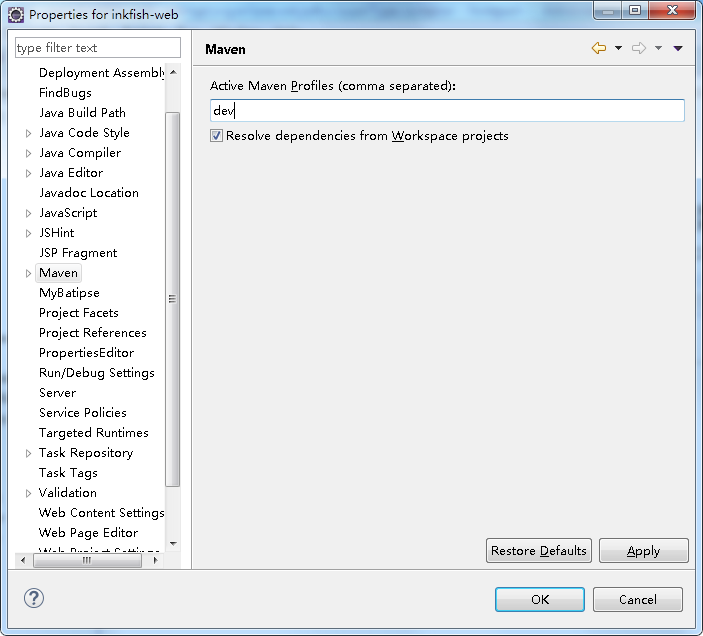 Properties for inkfish-web
type filter text
Deployment Assembly
FindBugs
Java Build Path
Java Code Style
Java Compiler
Java Editor
Javadoc Location
JavaScript
JSHint
JSP Fragment
Maven
MyBatipse
Project Facets
Project References
PropertiesEditor
Run/Debug Settings
Server
Service Policies
Targeted Runtimes
Task Repository
Task Tags
Validation
Web Content Settings
Web Page Editor
Web Project Settings
Maven
Active Maven Profiles (comma separated):
dev
Resolve dependencies from Workspace projects
Restore Defaults
Apply
?
OK
Cancel